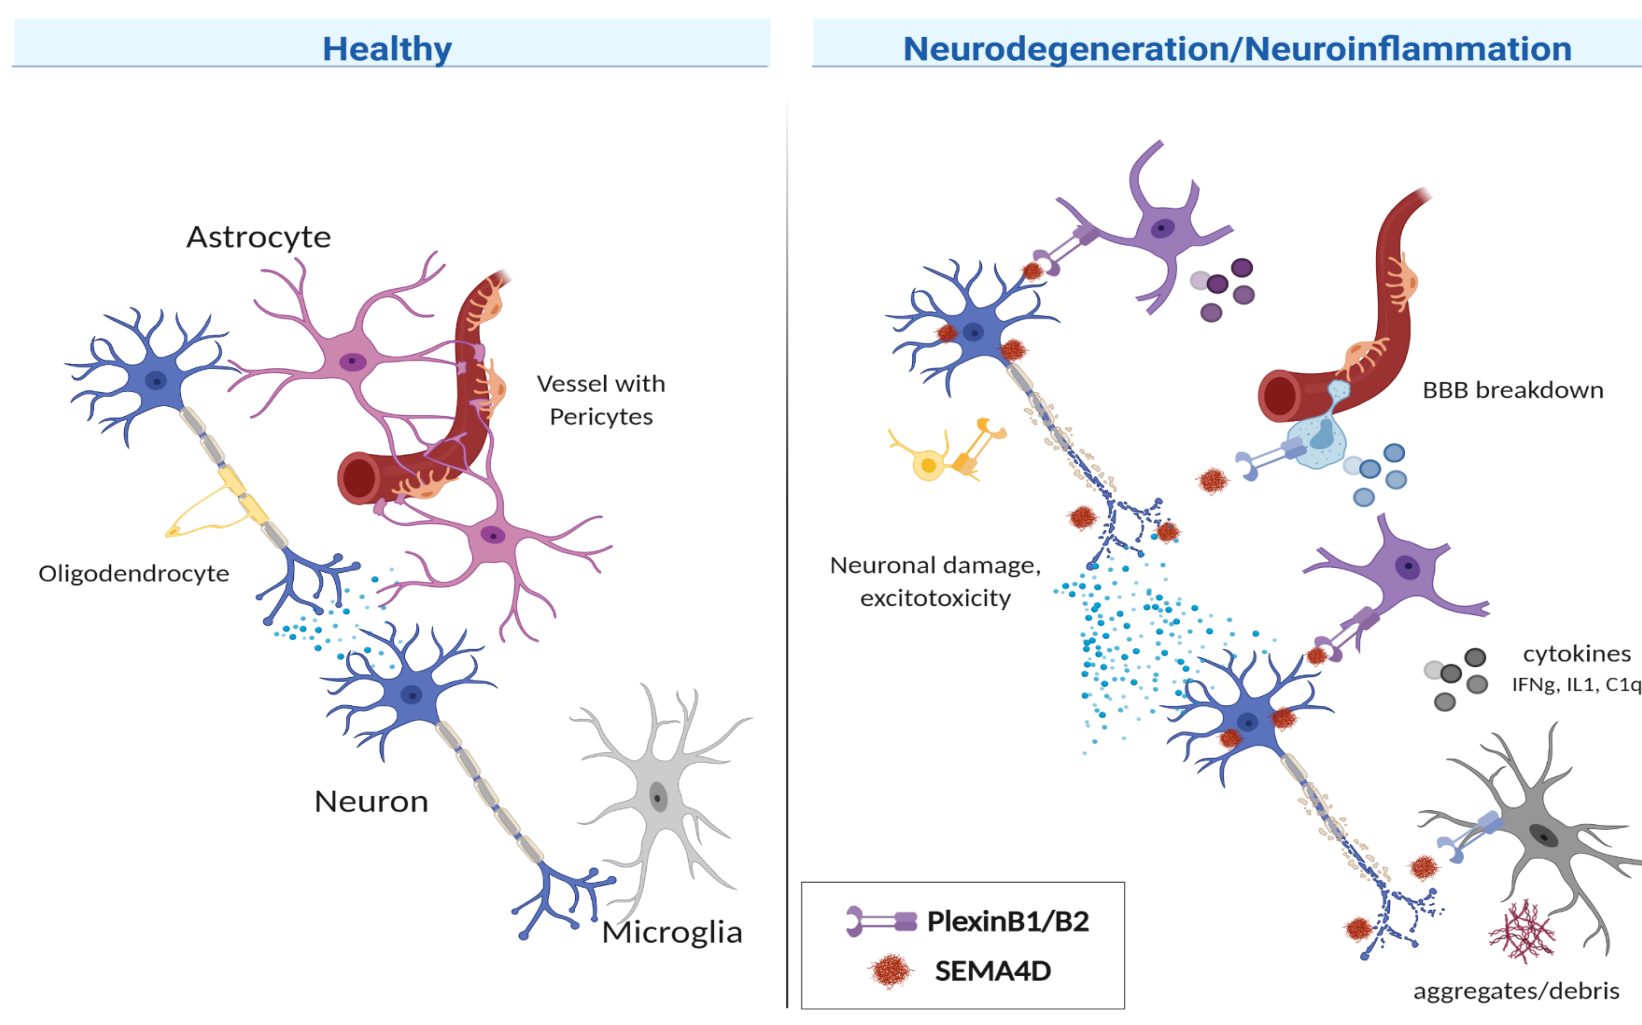 Healthy
Astrocyte
Vessel with
Pericytes
Oligodendrocyte
Neuron
Microglia
Neurodegeneration/Neuroinflammation
BBB breakdown
Neuronal damage,
excitotoxicity
cytokines
IFNg, IL1, C1q
PlexinB1/B2
SEMA4D
aggregates/debris